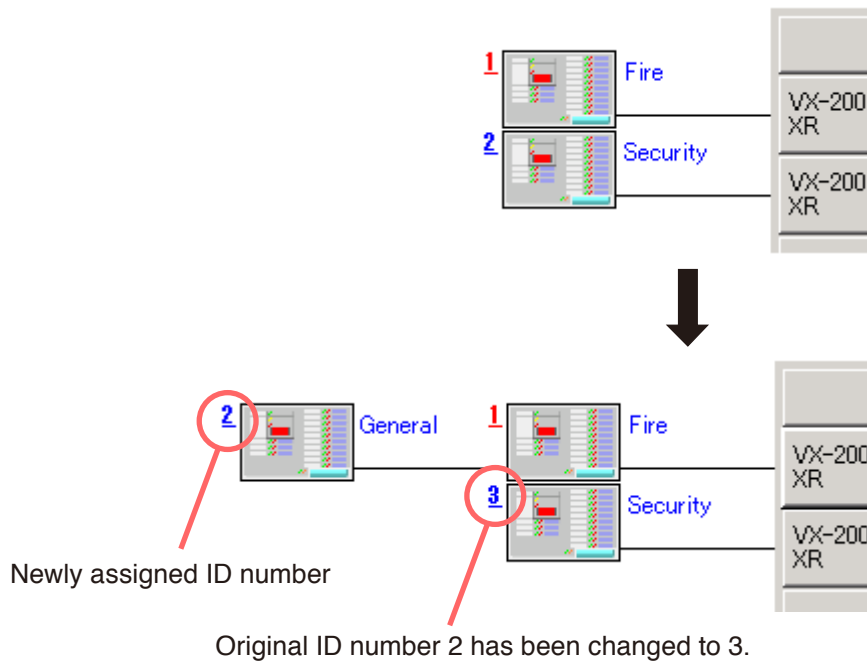 1
Fire
VX-200
XR
2
Security
VX-200
XR
2
General
1
Fire
VX-200
XR
3
Security
VX-200
XR
Newly assigned ID number
Original ID number 2 has been changed to 3.